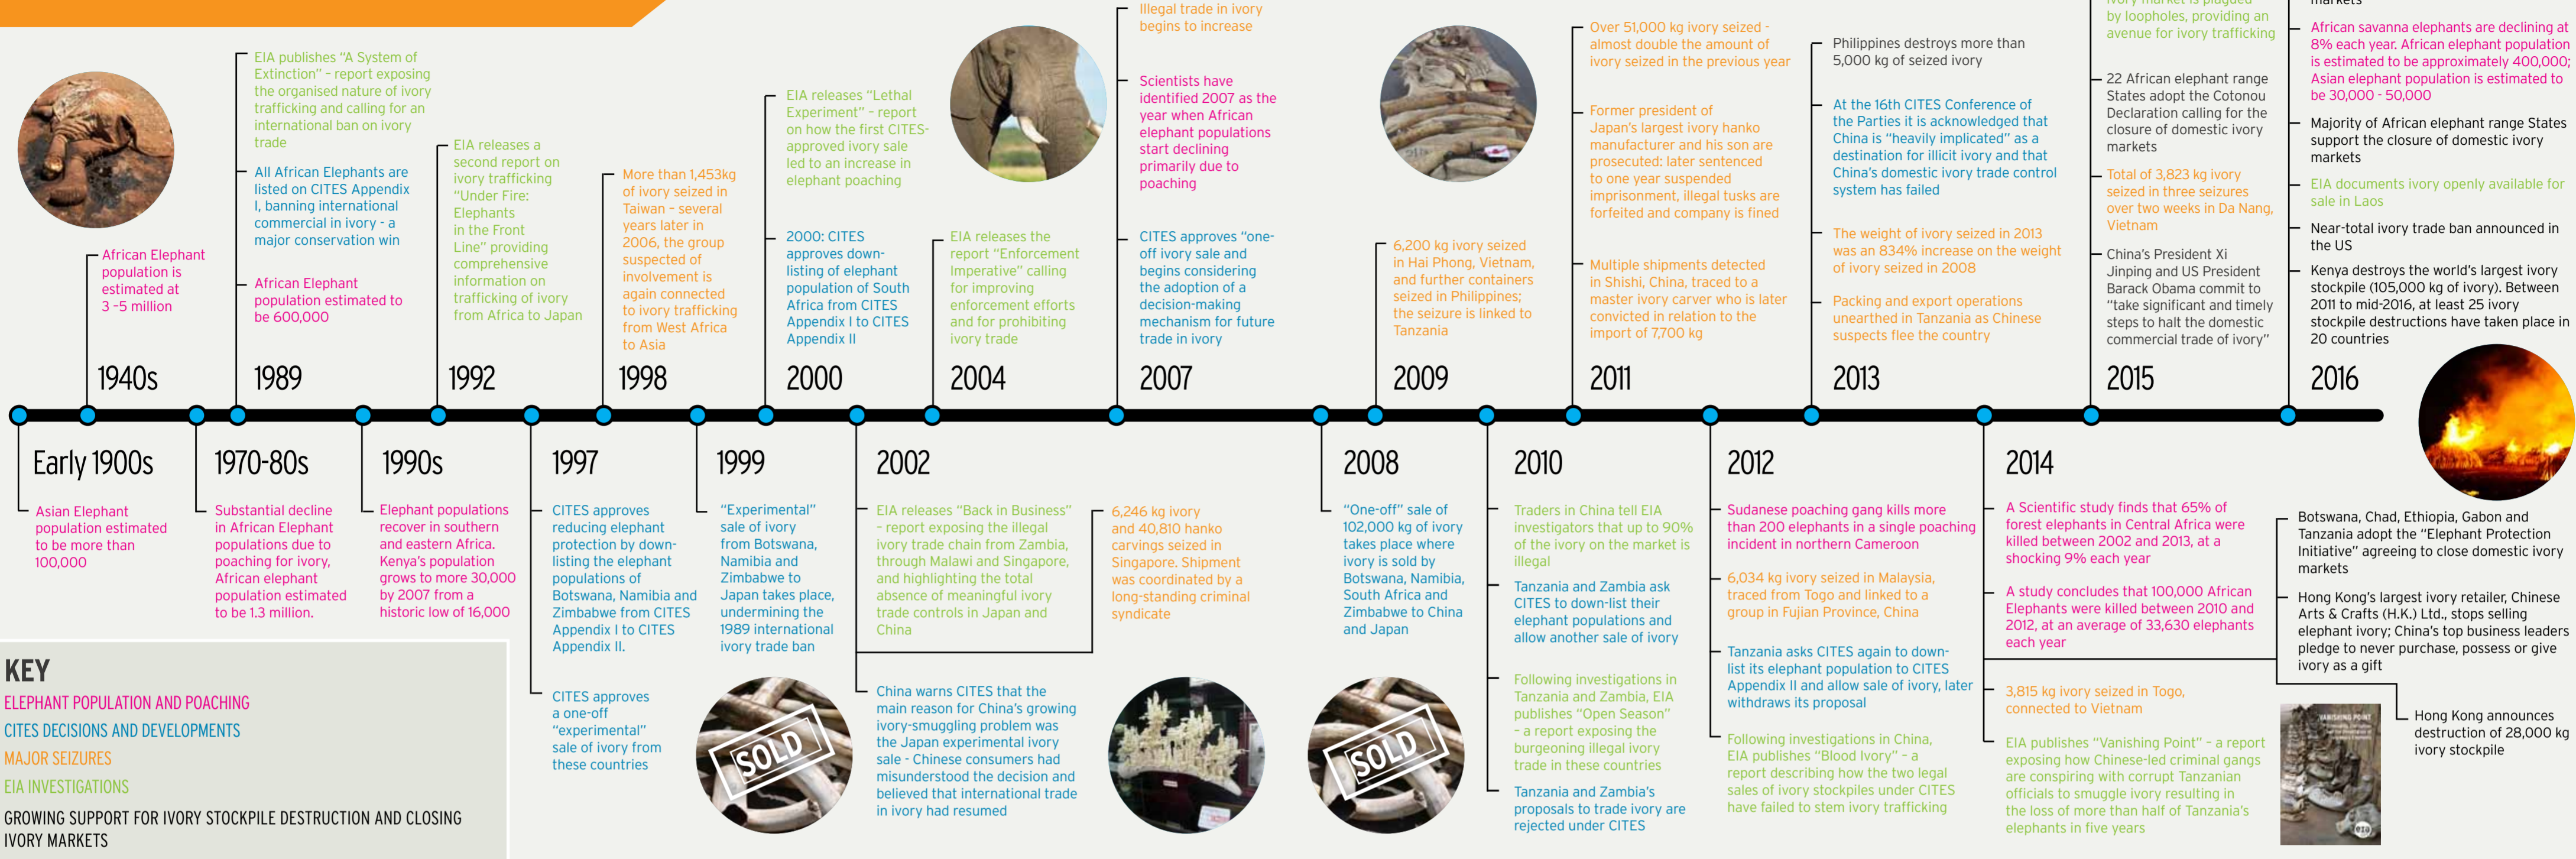 African Elephant
population is
estimated at
3 –5 million
1940s
EIA publishes “A System of
Extinction” – report exposing
the organised nature of ivory
trafficking and calling for an
international ban on ivory
trade
All African Elephants are
listed on CITES Appendix
I, banning international
commercial in ivory - a
major conservation win
African Elephant
population estimated to
be 600,000
1989
EIA releases a
second report on
ivory trafficking
“Under Fire:
Elephants
in the Front
Line” providing
comprehensive
information on
trafficking of ivory
from Africa to Japan
1992
More than 1,453kg
of ivory seized in
Taiwan – several
years later in
2006, the group
suspected of
involvement is
again connected
to ivory trafficking
from West Africa
to Asia
1998
EIA releases “Lethal
Experiment” – report
on how the first CITES-
approved ivory sale
led to an increase in
elephant poaching
2000: CITES
approves down-
listing of elephant
population of South
Africa from CITES
Appendix I to CITES
Appendix II
2000
EIA releases the
report “Enforcement
Imperative” calling
for improving
enforcement efforts
and for prohibiting
ivory trade
2004
Illegal trade in ivory
begins to increase
Scientists have
identified 2007 as the
year when African
elephant populations
start declining
primarily due to
poaching
CITES approves “one-
off ivory sale and
begins considering
the adoption of a
decision-making
mechanism for future
trade in ivory
2007
6,200 kg ivory seized
in Hai Phong, Vietnam,
and further containers
seized in Philippines;
the seizure is linked to
Tanzania
2009
Over 51,000 kg ivory seized -
almost double the amount of
ivory seized in the previous year
Former president of
Japan’s largest ivory hanko
manufacturer and his son are
prosecuted: later sentenced
to one year suspended
imprisonment, illegal tusks are
forfeited and company is fined
Multiple shipments detected
in Shishi, China, traced to a
master ivory carver who is later
convicted in relation to the
import of 7,700 kg
2011
Philippines destroys more than
5,000 kg of seized ivory
At the 16th CITES Conference of
the Parties it is acknowledged that
China is “heavily implicated” as a
destination for illicit ivory and that
China’s domestic ivory trade control
system has failed
The weight of ivory seized in 2013
was an 834% increase on the weight
of ivory seized in 2008
Packing and export operations
unearthed in Tanzania as Chinese
suspects flee the country
2013
ivory market is plagued
by loopholes, providing an
avenue for ivory trafficking
22 African elephant range
States adopt the Cotonou
Declaration calling for the
closure of domestic ivory
markets
Total of 3,823 kg ivory
seized in three seizures
over two weeks in Da Nang,
Vietnam
China’s President Xi
Jinping and US President
Barack Obama commit to
“take significant and timely
steps to halt the domestic
commercial trade of ivory”
2015
markets
African savanna elephants are declining at
8% each year. African elephant population
is estimated to be approximately 400,000;
Asian elephant population is estimated to
be 30,000 - 50,000
Majority of African elephant range States
support the closure of domestic ivory
markets
EIA documents ivory openly available for
sale in Laos
Near-total ivory trade ban announced in
the US
Kenya destroys the world’s largest ivory
stockpile (105,000 kg of ivory). Between
2011 to mid-2016, at least 25 ivory
stockpile destructions have taken place in
20 countries
2016
Early 1900s
Asian Elephant
population estimated
to be more than
100,000
1970-80s
Substantial decline
in African Elephant
populations due to
poaching for ivory,
African elephant
population estimated
to be 1.3 million.
1990s
Elephant populations
recover in southern
and eastern Africa.
Kenya’s population
grows to more 30,000
by 2007 from a
historic low of 16,000
1997
CITES approves
reducing elephant
protection by down-
listing the elephant
populations of
Botswana, Namibia and
Zimbabwe from CITES
Appendix I to CITES
Appendix II.
CITES approves
a one-off
“experimental”
sale of ivory from
these countries
1999
“Experimental”
sale of ivory
from Botswana,
Namibia and
Zimbabwe to
Japan takes place,
undermining the
1989 international
ivory trade ban
SOLD
2002
EIA releases “Back in Business”
– report exposing the illegal
ivory trade chain from Zambia,
through Malawi and Singapore,
and highlighting the total
absence of meaningful ivory
trade controls in Japan and
China
China warns CITES that the
main reason for China’s growing
ivory-smuggling problem was
the Japan experimental ivory
sale - Chinese consumers had
misunderstood the decision and
believed that international trade
in ivory had resumed
6,246 kg ivory
and 40,810 hanko
carvings seized in
Singapore. Shipment
was coordinated by a
long-standing criminal
syndicate
2008
“One-off” sale of
102,000 kg of ivory
takes place where
ivory is sold by
Botswana, Namibia,
South Africa and
Zimbabwe to China
and Japan
SOLD
2010
Traders in China tell EIA
investigators that up to 90%
of the ivory on the market is
illegal
Tanzania and Zambia ask
CITES to down-list their
elephant populations and
allow another sale of ivory
Following investigations in
Tanzania and Zambia, EIA
publishes “Open Season”
– a report exposing the
burgeoning illegal ivory
trade in these countries
Tanzania and Zambia’s
proposals to trade ivory are
rejected under CITES
2012
Sudanese poaching gang kills more
than 200 elephants in a single poaching
incident in northern Cameroon
6,034 kg ivory seized in Malaysia,
traced from Togo and linked to a
group in Fujian Province, China
Tanzania asks CITES again to down-
list its elephant population to CITES
Appendix II and allow sale of ivory, later
withdraws its proposal
Following investigations in China,
EIA publishes “Blood Ivory” – a
report describing how the two legal
sales of ivory stockpiles under CITES
have failed to stem ivory trafficking
2014
A Scientific study finds that 65% of
forest elephants in Central Africa were
killed between 2002 and 2013, at a
shocking 9% each year
A study concludes that 100,000 African
Elephants were killed between 2010 and
2012, at an average of 33,630 elephants
each year
3,815 kg ivory seized in Togo,
connected to Vietnam
EIA publishes “Vanishing Point” – a report
exposing how Chinese-led criminal gangs
are conspiring with corrupt Tanzanian
officials to smuggle ivory resulting in
the loss of more than half of Tanzania’s
elephants in five years
Botswana, Chad, Ethiopia, Gabon and
Tanzania adopt the “Elephant Protection
Initiative” agreeing to close domestic ivory
markets
Hong Kong’s largest ivory retailer, Chinese
Arts & Crafts (H.K.) Ltd., stops selling
elephant ivory; China’s top business leaders
pledge to never purchase, possess or give
ivory as a gift
Hong Kong announces
destruction of 28,000 kg
ivory stockpile
VANISHING POINT
eia
KEY
ELEPHANT POPULATION AND POACHING
CITES DECISIONS AND DEVELOPMENTS
MAJOR SEIZURES
EIA INVESTIGATIONS
GROWING SUPPORT FOR IVORY STOCKPILE DESTRUCTION AND CLOSING
IVORY MARKETS